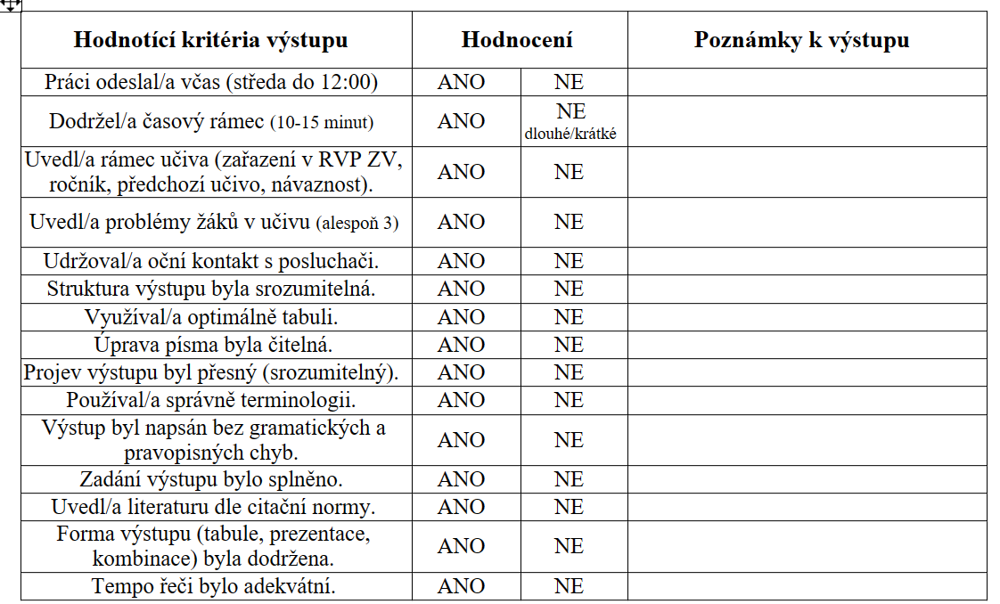 Hodnotící kritéria výstupu Hodnocení Poznámky k výstupu
Práci odeslal/a včas (středa do 12:00) ANO NE
Dodržel/a časový rámec (10-15 minut) ANO NE
dlouhé/krátké
Uvedl/a rámec učiva (zařazení v RVP ZV,
ročník, předchozí učivo, návaznost). ANO NE
Uvedl/a problémy žáků v učivu (alespoň 3) ANO NE
Udržoval/a oční kontakt s posluchači. ANO NE
Struktura výstupu byla srozumitelná. ANO NE
Využíval/a optimálně tabuli. ANO NE
Úprava písma byla čitelná. ANO NE
Projev výstupu byl přesný (srozumitelný). ANO NE
Používal/a správně terminologii. ANO NE
Výstup byl napsán bez gramatických a
pravopisných chyb. ANO NE
Zadání výstupu bylo splněno. ANO NE
Uvedl/a literaturu dle citační normy. ANO NE
Forma výstupu (tabule, prezentace,
kombinace) byla dodržena. ANO NE
Tempo řeči bylo adekvátní. ANO NE